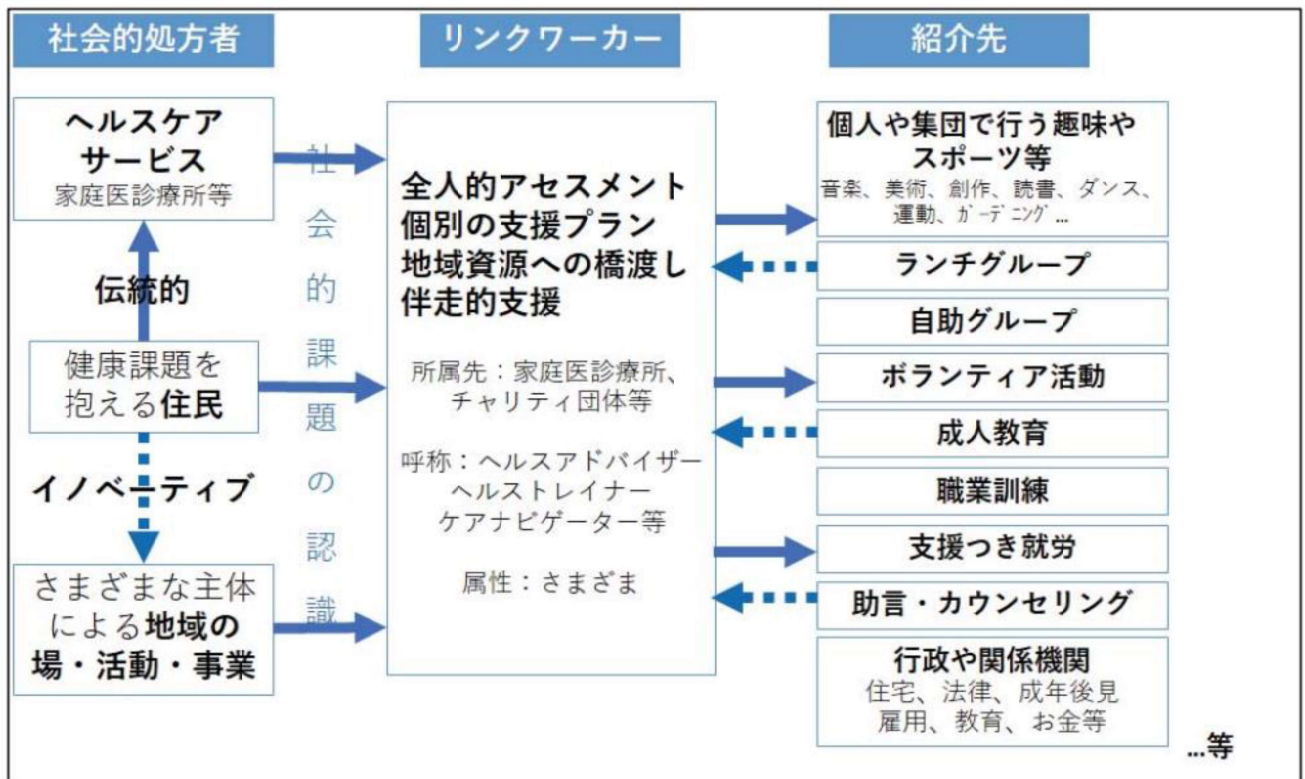 社会的処方者
リンクワーカー
紹介先
ヘルスケア
サービス
家庭医診療所等
伝統的
健康課題を
抱える住民
イノベーティブ
さまざまな主体
による地域の
場・活動・事業
社会的課題の認識
全人的アセスメント
個別の支援プラン
地域資源への橋渡し
伴走的支援
所属先：家庭医診療所、
チャリティ団体等
呼称：ヘルスアドバイザー
ヘルストレイナー
ケアナビゲーター等
属性：さまざま
個人や集団で行う趣味や
スポーツ等
音楽、美術、創作、読書、ダンス、
運動、ｶﾞｰﾃﾞﾆﾝｸﾞ…
ランチグループ
自助グループ
ボランティア活動
成人教育
職業訓練
支援つき就労
助言・カウンセリング
行政や関係機関
住宅、法律、成年後見
雇用、教育、お金等
…等